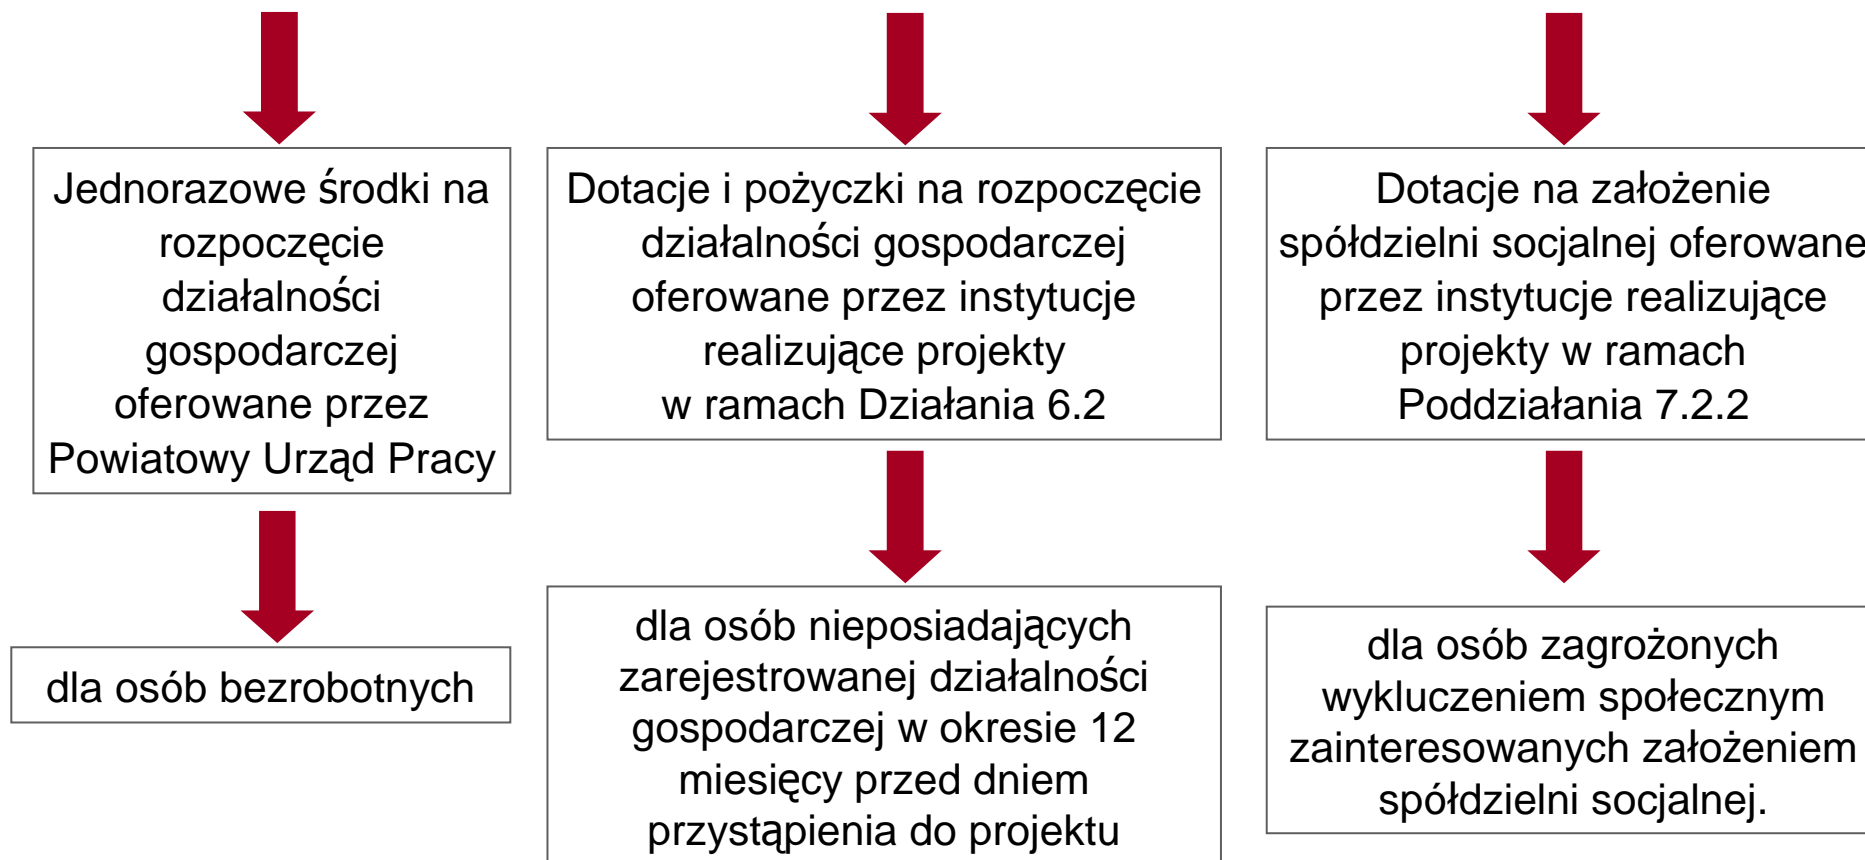 Jednorazowe środki na
rozpoczęcie
działalności
gospodarczej
oferowane przez
Powiatowy Urząd Pracy
Dotacje i pożyczki na rozpoczęcie
działalności gospodarczej
oferowane przez instytucje
realizujące projekty
w ramach Działania 6.2
Dotacje na założenie
spółdzielni socjalnej oferowane
przez instytucje realizujące
projekty w ramach
Poddziałania 7.2.2
dla osób bezrobotnych
dla osób nieposiadających
zarejestrowanej działalności
gospodarczej w okresie 12
miesięcy przed dniem
przystąpienia do projektu
dla osób zagrożonych
wykluczeniem społecznym
zainteresowanych założeniem
spółdzielni socjalnej.